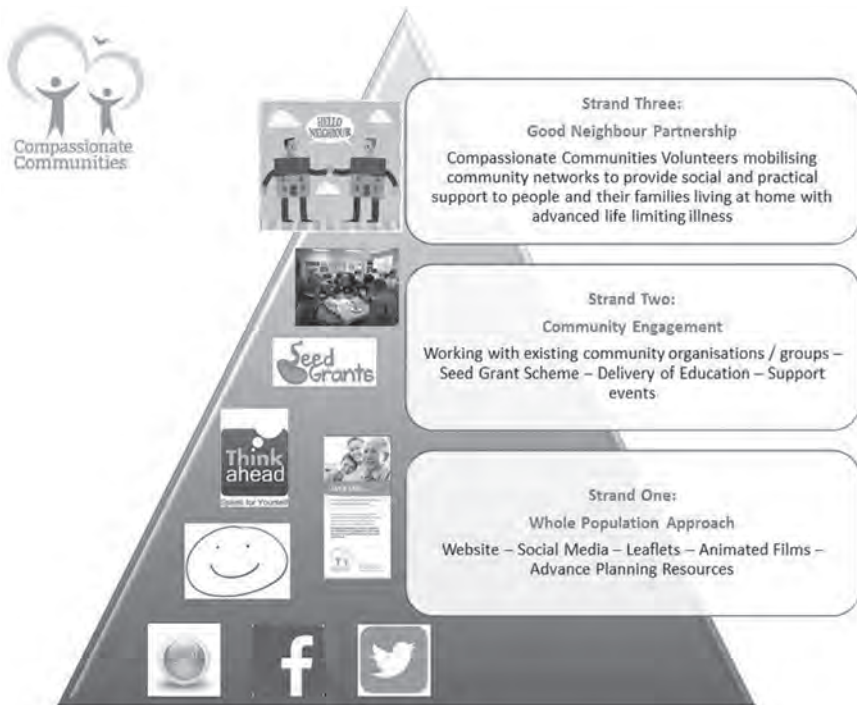 Compassionate
Communities
HELLO
NEIGHBOUR
Strand Three:
Good Neighbour Partnership
Compassionate Communities Volunteers mobilising
community networks to provide social and practical
support to people and their families living at home with
advanced life limiting illness
Seed
Grants
Strand Two:
Community Engagement
Working with existing community organisations / groups –
Seed Grant Scheme – Delivery of Education – Support
events
Think
ahead
Speak for Yourself
Strand One:
Whole Population Approach
Website – Social Media – Leaflets – Animated Films –
Advance Planning Resources
f